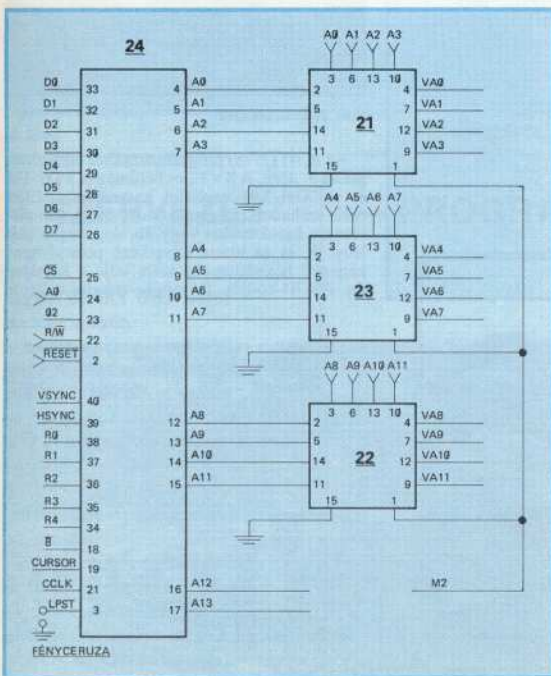 24
D0 33
D1 32
D2 31
D3 30
D4 29
D5 28
D6 27
D7 26
CS 25
A0 24
02 23
R/W 22
RESET 2
VSYNC 40
HSYNC 39
R0 38
R1 37
R2 36
R3 35
R4 34
B 18
CURSOR 19
CCLK 21
LPST 3
FÉNYCERUZA
4 A0
5 A1
6 A2
7 A3
8 A4
9 A5
10 A6
11 A7
12 A8
13 A9
14 A10
15 A11
16 A12
17 A13
A0 A1 A2 A3
3 6 13 10
2 4 VA0
5 7 VA1
21
14 12 VA2
11 9 VA3
15 1
A4 A5 A6 A7
3 6 13 10
2 4 VA4
5 7 VA5
23
14 12 VA6
11 9 VA7
15 1
A8 A9 A10 A11
3 6 13 10
2 4 VA8
5 7 VA9
22
14 12 VA10
11 9 VA11
15 1
M2